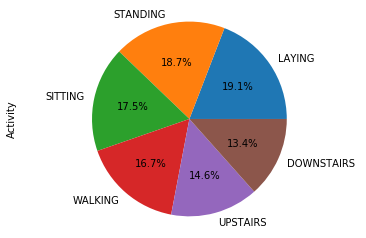 STANDING
18.7%
LAYING
19.1%
SITTING
17.5%
Activity
13.4%
DOWNSTAIRS
16.7%
14.6%
WALKING
UPSTAIRS